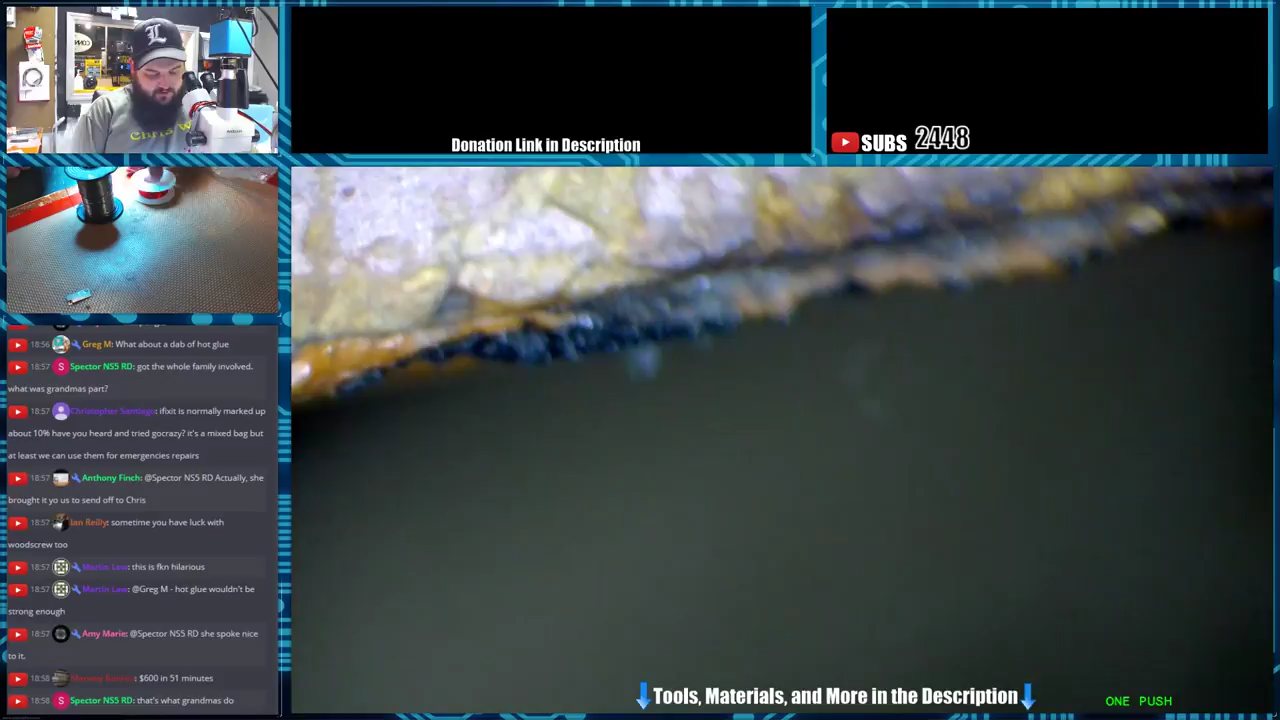 Donation Link in Description
SUBS 2448
18:56 Greg M: What about a dab of hot glue
18:57 Spector NS5 RD: got the whole family involved.
what was grandmas part?
18:57 Christopher Santiago: ifixit is normally marked up
about 10% have you heard and tried gocrazy? it's a mixed bag but
at least we can use them for emergencies repairs
18:57 Anthony Finch: @Spector NS5 RD Actually, she
brought it yo us to send off to Chris
18:57 Ian Reilly: sometime you have luck with
woodscrew too
18:57 Martin Law: this is fkn hilarious
18:57 Martin Law: @Greg M - hot glue wouldn't be
strong enough
18:57 Amy Marie: @Spector NS5 RD she spoke nice
to it.
18:58 : $600 in 51 minutes
18:58 Spector NS5 RD: that's what grandmas do
Tools, Materials, and More in the Description
ONE PUSH